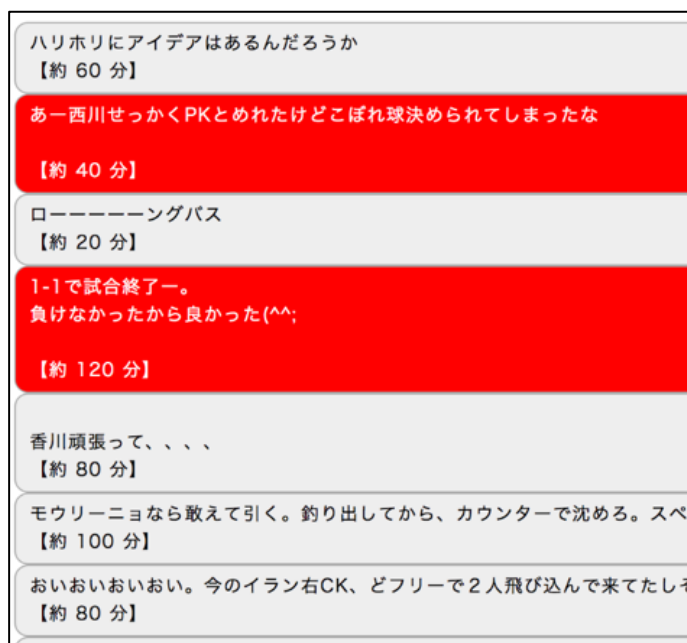 ハリホリにアイデアはあるんだろうか
【約 60 分】
あー西川せっかくPKとめれたけどこぼれ球決められてしまったな
【約 40 分】
ローーーーーングパス
【約 20 分】
1-1で試合終了ー。
負けなかったから良かった(^^;
【約 120 分】
香川頑張って、、、、
【約 80 分】
モウリーニョなら敢えて引く。釣り出してから、カウンターで沈めろ。スペ
【約 100 分】
おいおいおいおい。今のイラン右CK、どフリーで２人飛び込んで来てたし
【約 80 分】